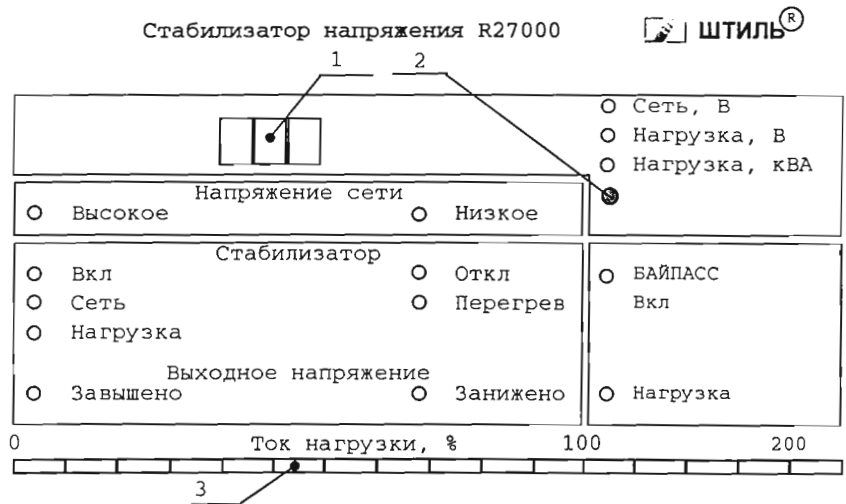 Стабилизатор напряжения R27000
ШТИЛЬ®
1 2
Сеть, В
Нагрузка, В
Нагрузка, кВА
Напряжение сети
Высокое Низкое
Стабилизатор
Вкл Откл
Сеть Перегрев
Нагрузка
БАЙПАСС
Вкл
Выходное напряжение
Завышено Занижено
Нагрузка
0 Ток нагрузки, % 100 200
3